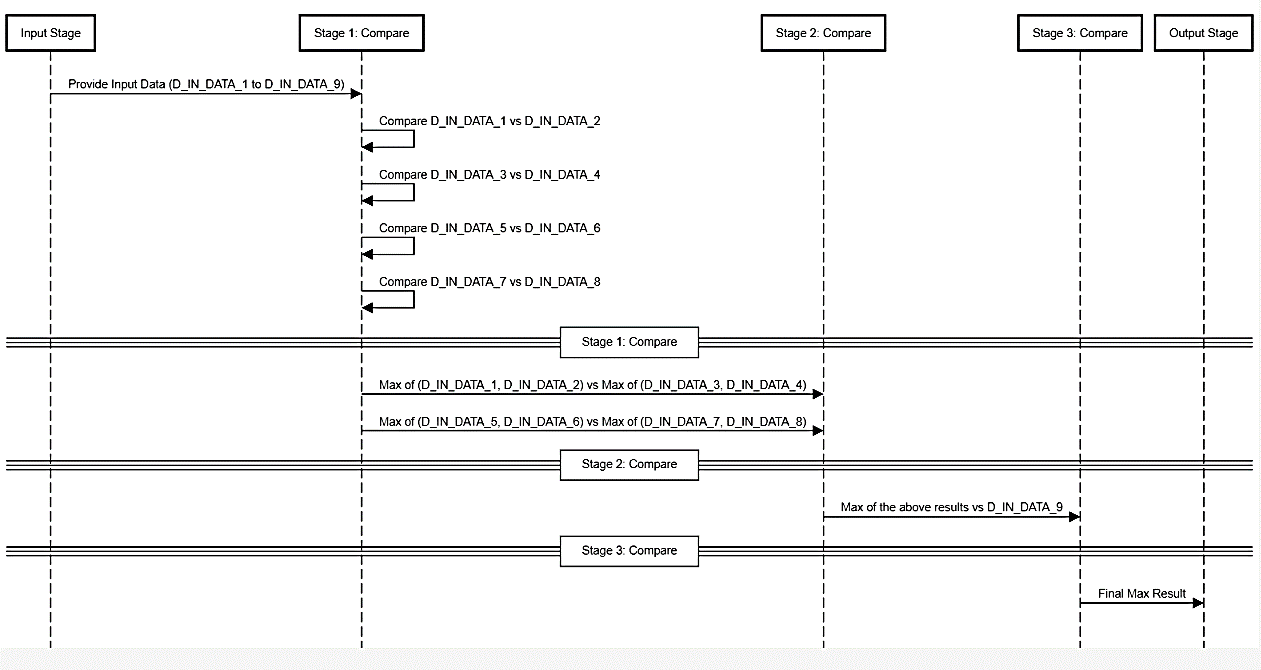 Input Stage
Stage 1: Compare
Stage 2: Compare
Stage 3: Compare
Output Stage
Provide Input Data (D_IN_DATA_1 to D_IN_DATA_9)
Compare D_IN_DATA_1 vs D_IN_DATA_2
Compare D_IN_DATA_3 vs D_IN_DATA_4
Compare D_IN_DATA_5 vs D_IN_DATA_6
Compare D_IN_DATA_7 vs D_IN_DATA_8
Stage 1: Compare
Max of (D_IN_DATA_1, D_IN_DATA_2) vs Max of (D_IN_DATA_3, D_IN_DATA_4)
Max of (D_IN_DATA_5, D_IN_DATA_6) vs Max of (D_IN_DATA_7, D_IN_DATA_8)
Stage 2: Compare
Max of the above results vs D_IN_DATA_9
Stage 3: Compare
Final Max Result